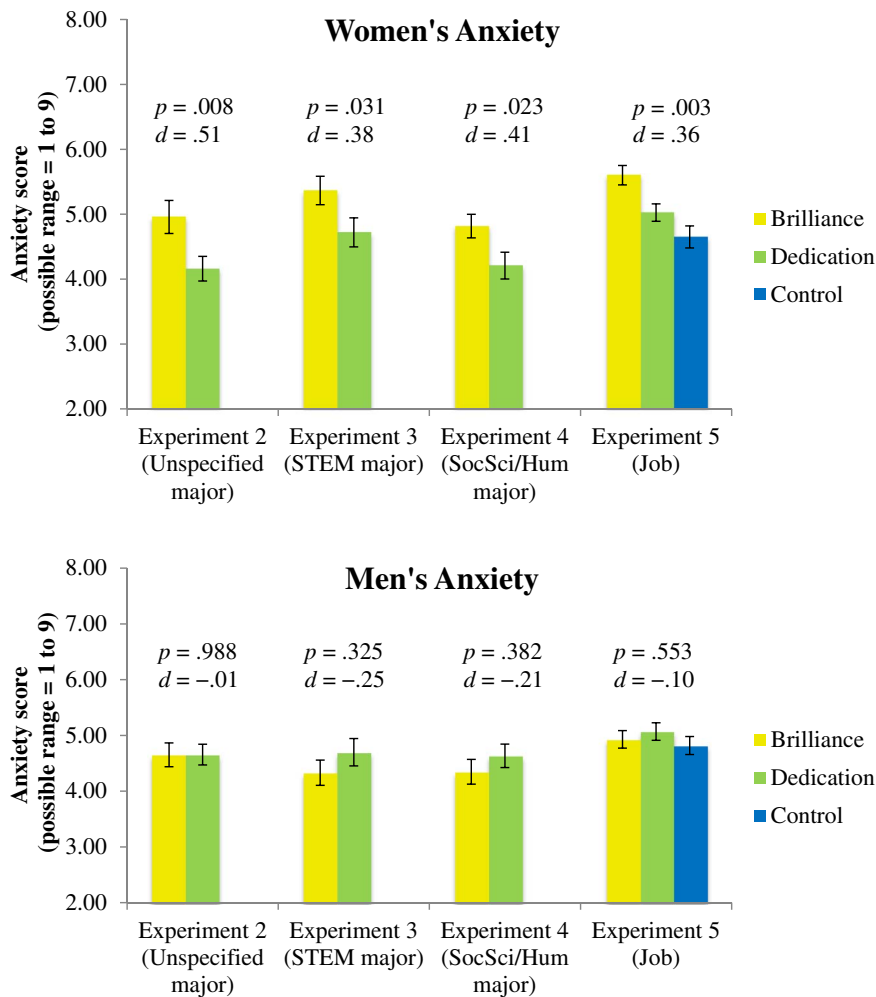 Women's Anxiety
Anxiety score
(possible range = 1 to 9)
8.00
7.00
6.00
5.00
4.00
3.00
2.00
p = .008
d = .51
p = .031
d = .38
p = .023
d = .41
p = .003
d = .36
Brilliance
Dedication
Control
Experiment 2
(Unspecified
major)
Experiment 3
(STEM major)
Experiment 4
(SocSci/Hum
major)
Experiment 5
(Job)
Men's Anxiety
Anxiety score
(possible range = 1 to 9)
8.00
7.00
6.00
5.00
4.00
3.00
2.00
p = .988
d = −.01
p = .325
d = −.25
p = .382
d = −.21
p = .553
d = −.10
Brilliance
Dedication
Control
Experiment 2
(Unspecified
major)
Experiment 3
(STEM major)
Experiment 4
(SocSci/Hum
major)
Experiment 5
(Job)